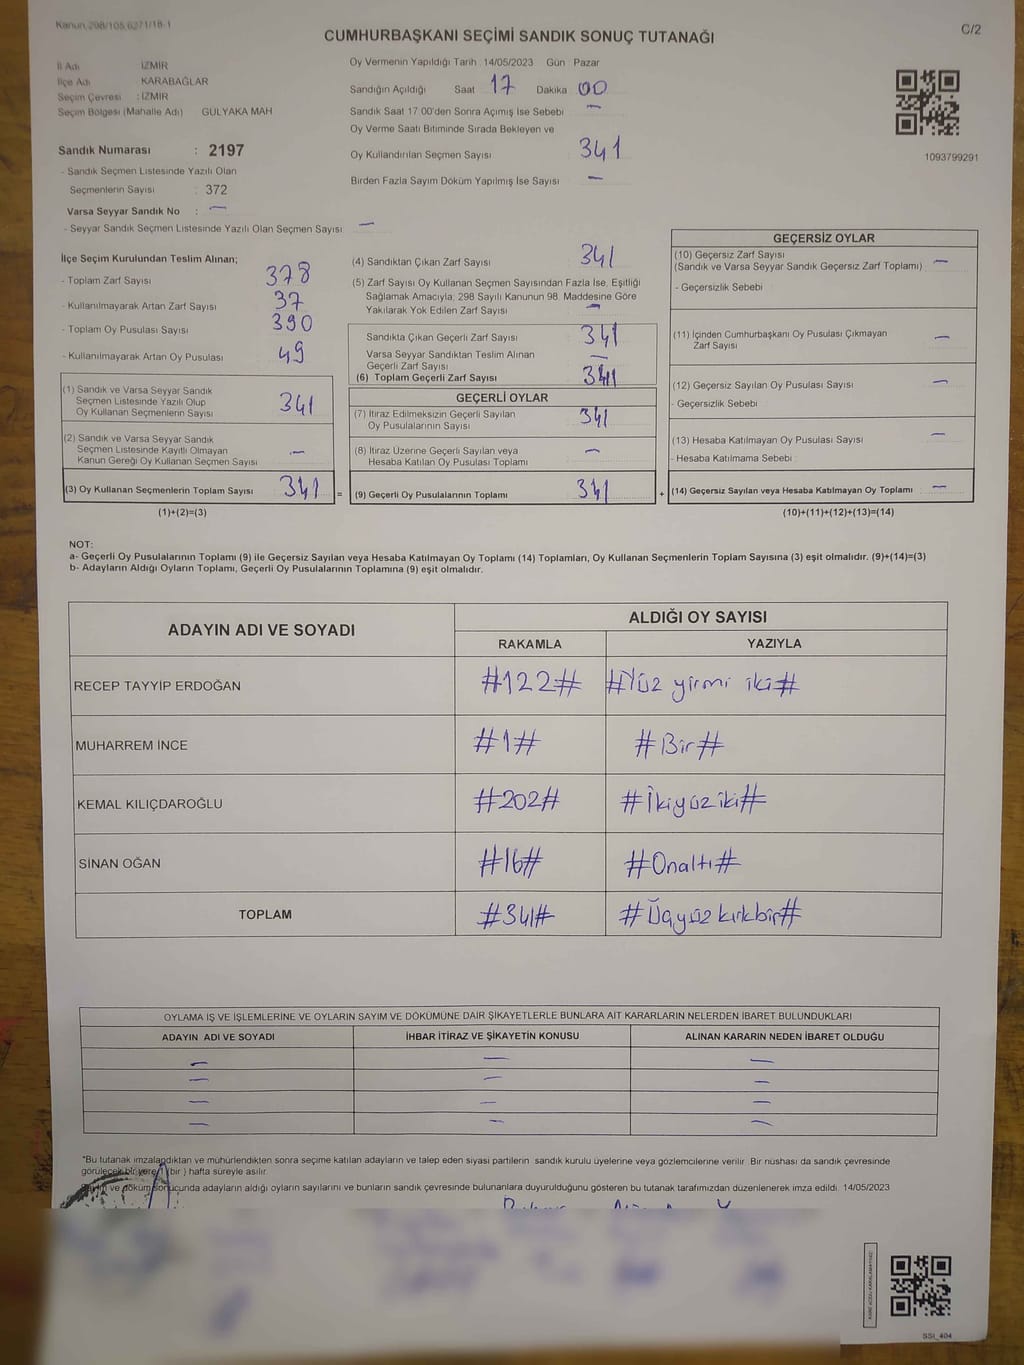 Kanun 298/105,6271/18-1
C/2
CUMHURBAŞKANI SEÇİMİ SANDIK SONUÇ TUTANAĞI
İl Adı : İZMİR
İlçe Adı : KARABAĞLAR
Seçim Çevresi : İZMİR
Seçim Bölgesi (Mahalle Adı) GÜLYAKA MAH
Sandık Numarası : 2197
- Sandık Seçmen Listesinde Yazılı Olan
Seçmenlerin Sayısı : 372
Varsa Seyyar Sandık No : —
- Seyyar Sandık Seçmen Listesinde Yazılı Olan Seçmen Sayısı : —
Oy Vermenin Yapıldığı Tarih : 14/05/2023 Gün : Pazar
Sandığın Açıldığı Saat 17 Dakika 00
Sandık Saat 17.00'den Sonra Açımış İse Sebebi —
Oy Verme Saati Bitiminde Sırada Bekleyen ve
Oy Kullandırılan Seçmen Sayısı 341
Birden Fazla Sayım Döküm Yapılmış İse Sayısı —
1093799291
İlçe Seçim Kurulundan Teslim Alınan;
- Toplam Zarf Sayısı 378
- Kullanılmayarak Artan Zarf Sayısı 37
- Toplam Oy Pusulası Sayısı 390
- Kullanılmayarak Artan Oy Pusulası 49
(1) Sandık ve Varsa Seyyar Sandık
Seçmen Listesinde Yazılı Olup
Oy Kullanan Seçmenlerin Sayısı 341
(2) Sandık ve Varsa Seyyar Sandık
Seçmen Listesinde Kayıtlı Olmayan
Kanun Gereği Oy Kullanan Seçmen Sayısı —
(3) Oy Kullanan Seçmenlerin Toplam Sayısı 341 =
(1)+(2)=(3)
(4) Sandıktan Çıkan Zarf Sayısı 341
(5) Zarf Sayısı Oy Kullanan Seçmen Sayısından Fazla İse, Eşitliği
Sağlamak Amacıyla; 298 Sayılı Kanunun 98. Maddesine Göre
Yakılarak Yok Edilen Zarf Sayısı —
Sandıkta Çıkan Geçerli Zarf Sayısı 341
Varsa Seyyar Sandıktan Teslim Alınan
Geçerli Zarf Sayısı —
(6) Toplam Geçerli Zarf Sayısı 341
GEÇERLİ OYLAR
(7) İtiraz Edilmeksizin Geçerli Sayılan
Oy Pusulalarının Sayısı 341
(8) İtiraz Üzerine Geçerli Sayılan veya
Hesaba Katılan Oy Pusulası Toplamı —
(9) Geçerli Oy Pusulalarının Toplamı 341 +
GEÇERSİZ OYLAR
(10) Geçersiz Zarf Sayısı
(Sandık ve Varsa Seyyar Sandık Geçersiz Zarf Toplamı) —
- Geçersizlik Sebebi
(11) İçinden Cumhurbaşkanı Oy Pusulası Çıkmayan
Zarf Sayısı —
(12) Geçersiz Sayılan Oy Pusulası Sayısı —
- Geçersizlik Sebebi
(13) Hesaba Katılmayan Oy Pusulası Sayısı —
- Hesaba Katılmama Sebebi :
(14) Geçersiz Sayılan veya Hesaba Katılmayan Oy Toplamı : —
(10)+(11)+(12)+(13)=(14)
NOT:
a- Geçerli Oy Pusulalarının Toplamı (9) ile Geçersiz Sayılan veya Hesaba Katılmayan Oy Toplamı (14) Toplamları, Oy Kullanan Seçmenlerin Toplam Sayısına (3) eşit olmalıdır. (9)+(14)=(3)
b- Adayların Aldığı Oyların Toplamı, Geçerli Oy Pusulalarının Toplamına (9) eşit olmalıdır.
ADAYIN ADI VE SOYADI
ALDIĞI OY SAYISI
RAKAMLA YAZIYLA
RECEP TAYYİP ERDOĞAN #122# #Yüz yirmi iki#
MUHARREM İNCE #1# #Bir#
KEMAL KILIÇDAROĞLU #202# #İkiyüziki#
SİNAN OĞAN #16# #Onaltı#
TOPLAM #341# #Üçyüz kırkbir#
OYLAMA İŞ VE İŞLEMLERİNE VE OYLARIN SAYIM VE DÖKÜMÜNE DAİR ŞİKAYETLERLE BUNLARA AİT KARARLARIN NELERDEN İBARET BULUNDUKLARI
ADAYIN ADI VE SOYADI İHBAR İTİRAZ VE ŞİKAYETİN KONUSU ALINAN KARARIN NEDEN İBARET OLDUĞU
— — —
— — —
— — —
— — —
*Bu tutanak imzalandıktan ve mühürlendikten sonra seçime katılan adayların ve talep eden siyasi partilerin sandık kurulu üyelerine veya gözlemcilerine verilir. Bir nüshası da sandık çevresinde
görülecek bir yere 1 (bir ) hafta süreyle asılır.
Sayım ve döküm sonucunda adayların aldığı oyların sayılarını ve bunların sandık çevresinde bulunanlara duyurulduğunu gösteren bu tutanak tarafımızdan düzenlenerek imza edildi. 14/05/2023
SSI_404